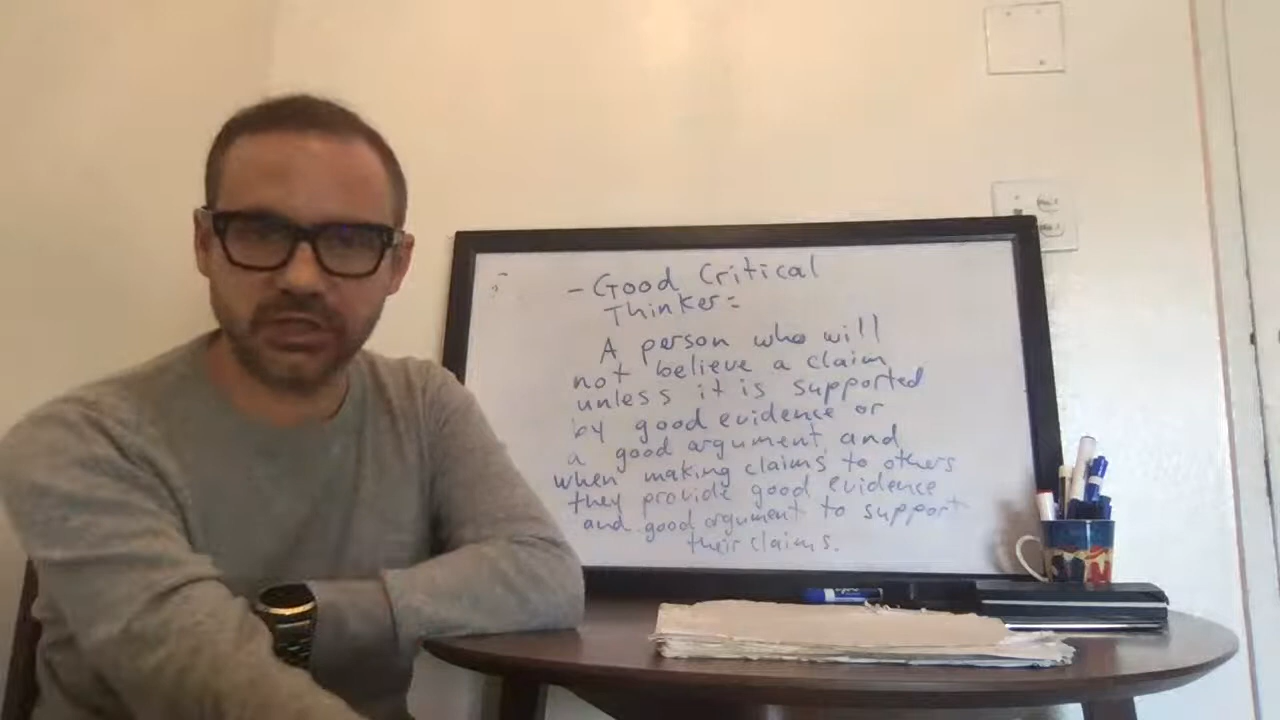 - Good Critical
Thinker:
A person who will
not believe a claim
unless it is supported
by good evidence or
a good argument, and
when making claims to others
they provide good evidence
and good argument to support
their claims.